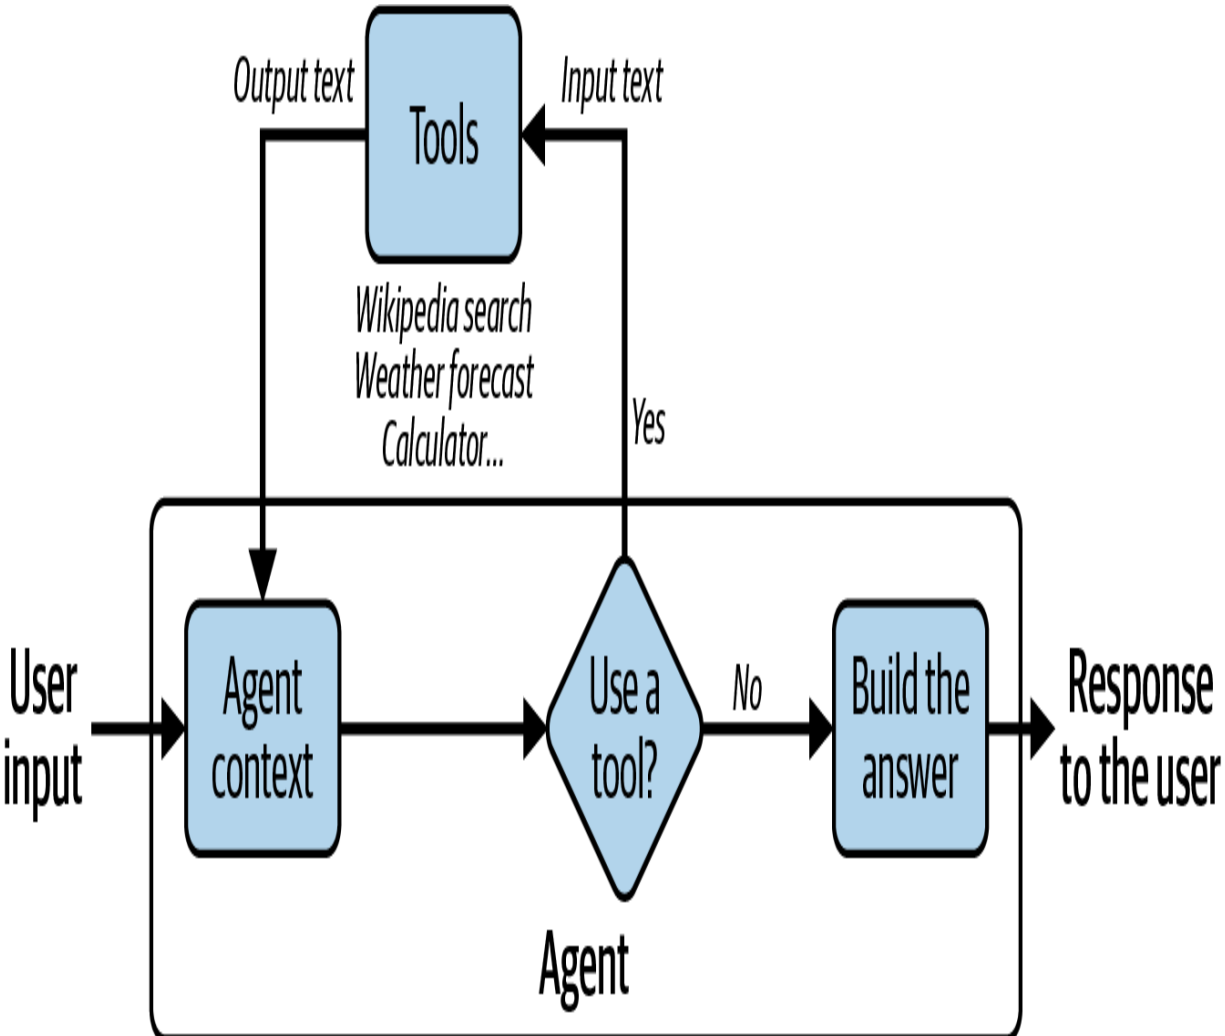 Output text
Input text
Tools
Wikipedia search
Weather forecast
Calculator...
Yes
User
input
Agent
context
Use a
tool?
No
Build the
answer
Response
to the user
Agent